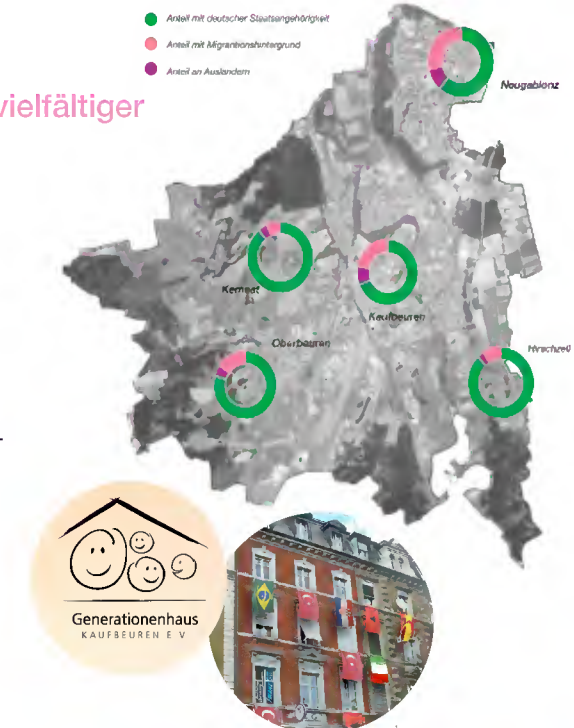 Anteil mit deutscher Staatsangehörigkeit
Anteil mit Migrationshintergrund
Anteil an Ausländern
vielfältiger
Neugablonz
Kemnat
Kaufbeuren
Oberbeuren
Hirschzell
Generationenhaus
KAUFBEUREN E V